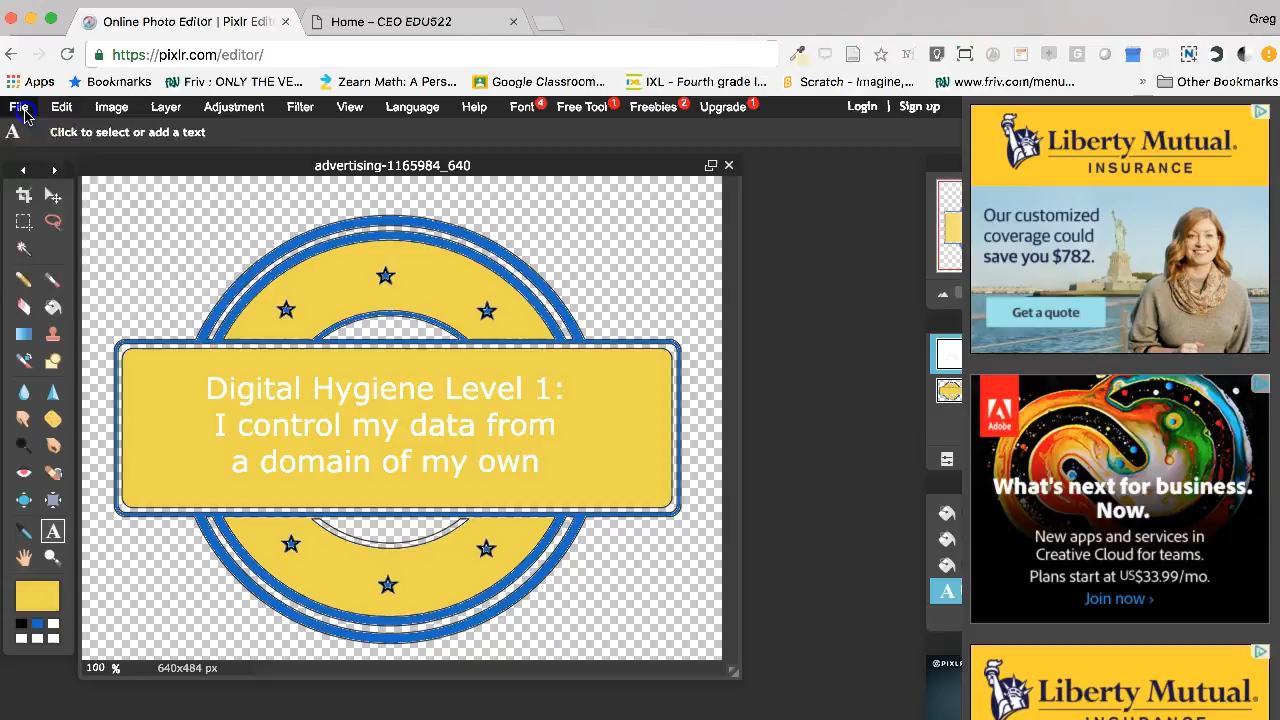 Online Photo Editor | Pixlr Edit
Home – CEO EDU522
Greg
https://pixlr.com/editor/
Apps
Bookmarks
Friv : ONLY THE VE...
Zearn Math: A Pers...
Google Classroom...
IXL - Fourth grade l...
Scratch - Imagine,...
www.friv.com/menu...
Other Bookmarks
Edit Image Layer Adjustment Filter View Language Help Font 4 Free Tool 1 Freebies 2 Upgrade 1 Login | Sign up
A Click to select or add a text
advertising-1165984_640
Digital Hygiene Level 1:
I control my data from
a domain of my own
A
100 % 640x484 px
A
Liberty Mutual
INSURANCE
Our customized
coverage could
save you $782.
Get a quote
Adobe
What's next for business.
Now.
New apps and services in
Creative Cloud for teams.
Plans start at US$33.99/mo.
Join now ›
Liberty Mutual